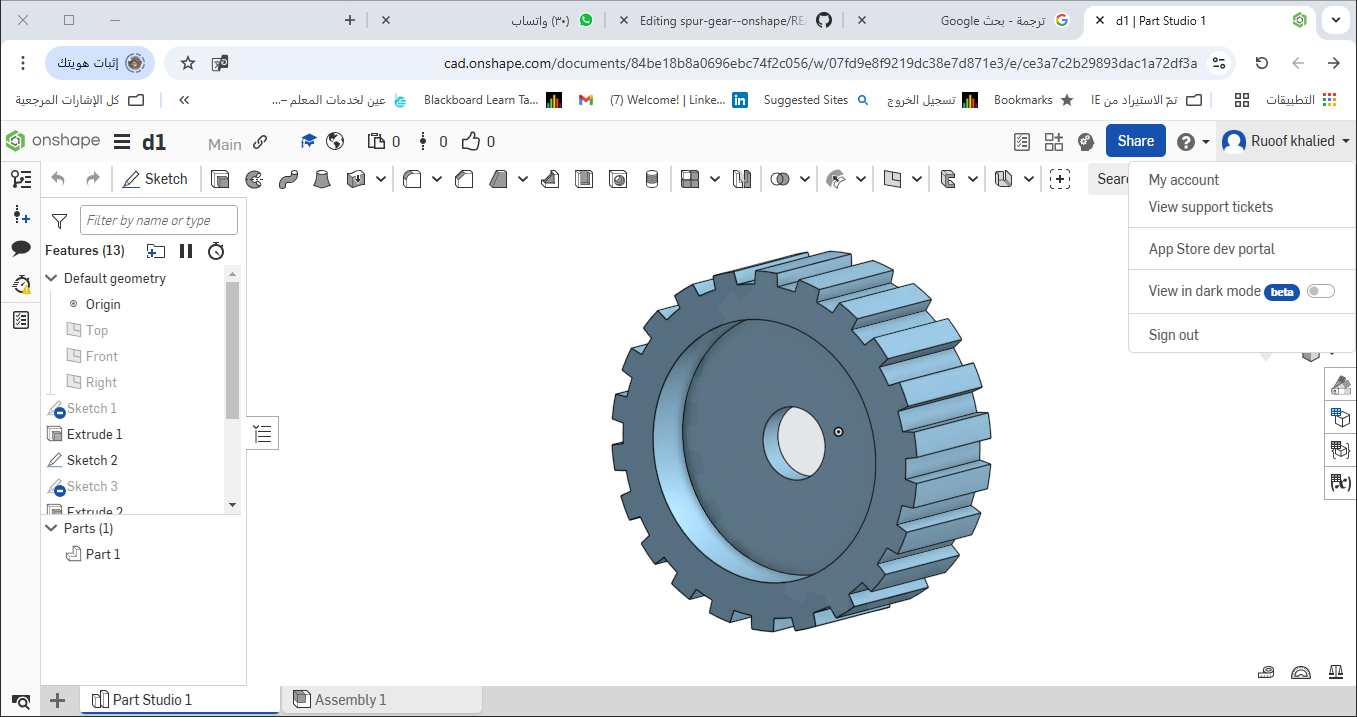 (٣٠) واتساب
Editing spur-gear--onshape/REA
ترجمة - بحث Google
d1 | Part Studio 1
إثبات هويتك
cad.onshape.com/documents/84be18b8a0696ebc74f2c056/w/07fd9e8f9219dc38e7d871e3/e/ce3a7c2b29893dac1a72df3a
كل الإشارات المرجعية
عين لخدمات المعلم –...
Blackboard Learn Ta...
(7) Welcome! | Linke...
Suggested Sites
تسجيل الخروج
Bookmarks
تمّ الاستيراد من IE
التطبيقات
onshape
d1
Main
0
0
0
Share
Ruoof khalied
Sketch
Searc
My account
View support tickets
App Store dev portal
View in dark mode beta
Sign out
Filter by name or type
Features (13)
Default geometry
Origin
Top
Front
Right
Sketch 1
Extrude 1
Sketch 2
Sketch 3
Extrude 2
Parts (1)
Part 1
Part Studio 1
Assembly 1